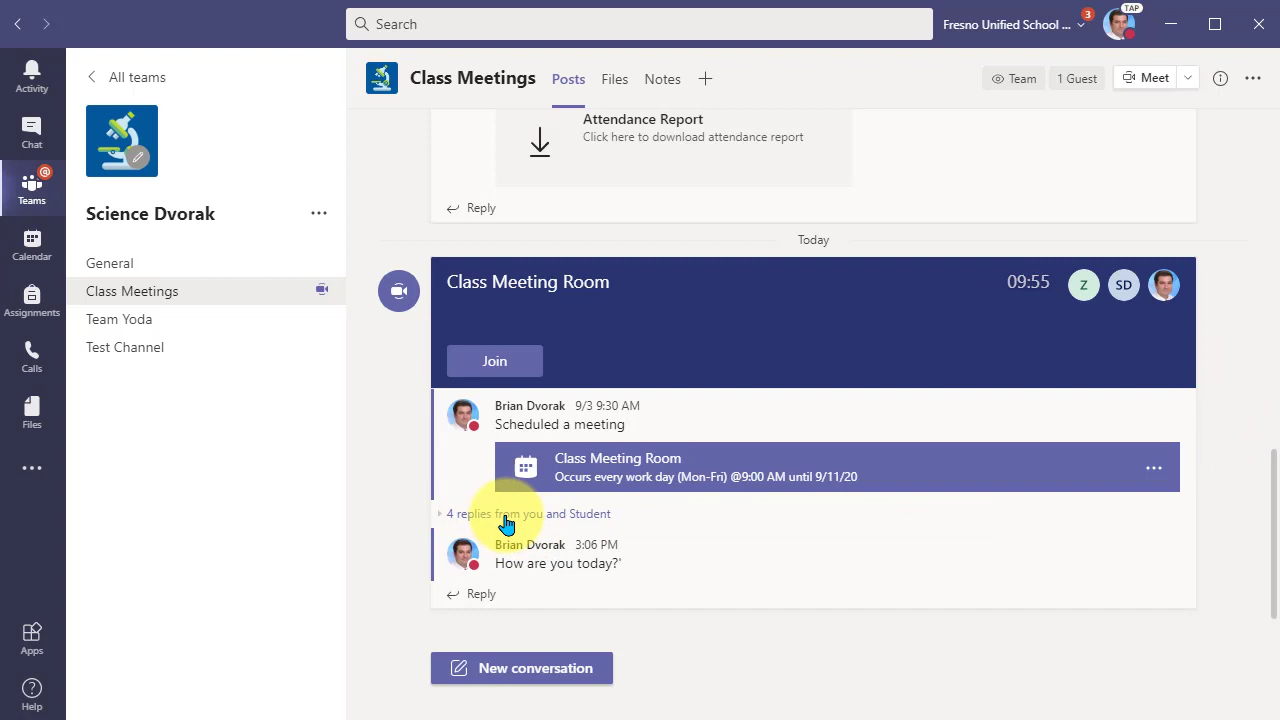 Search
Fresno Unified School ...
3
TAP
Activity
Chat
@
Teams
Calendar
Assignments
Calls
Files
Apps
Help
All teams
Science Dvorak
General
Class Meetings
Team Yoda
Test Channel
Class Meetings
Posts
Files
Notes
Team
1 Guest
Meet
Attendance Report
Click here to download attendance report
Reply
Today
Class Meeting Room
09:55
Z
SD
Join
Brian Dvorak 9/3 9:30 AM
Scheduled a meeting
Class Meeting Room
Occurs every work day (Mon-Fri) @9:00 AM until 9/11/20
4 replies from you and Student
Brian Dvorak 3:06 PM
How are you today?'
Reply
New conversation